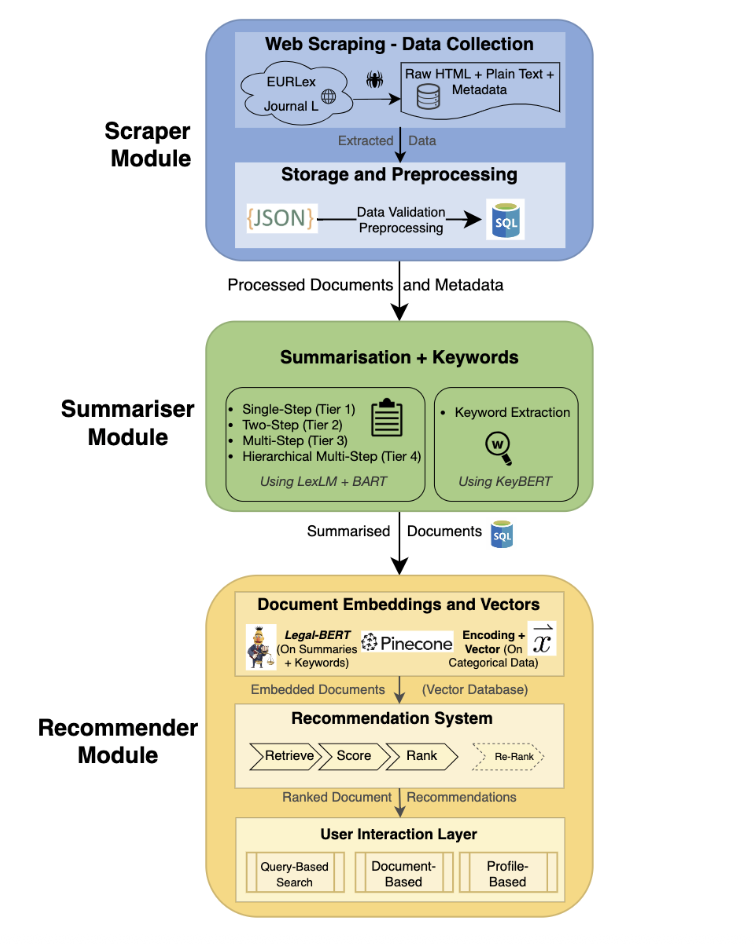 Web Scraping - Data Collection
EURLex
Journal L
Raw HTML + Plain Text +
Metadata
Scraper
Module
Extracted Data
Storage and Preprocessing
{JSON}
Data Validation
Preprocessing
SQL
Processed Documents and Metadata
Summarisation + Keywords
Summariser
Module
• Single-Step (Tier 1)
• Two-Step (Tier 2)
• Multi-Step (Tier 3)
• Hierarchical Multi-Step (Tier 4)
Using LexLM + BART
• Keyword Extraction
W
Using KeyBERT
Summarised Documents
SQL
Document Embeddings and Vectors
Legal-BERT
(On Summaries
+ Keywords)
Pinecone
Encoding +
Vector (On
Categorical Data)
x
Embedded Documents (Vector Database)
Recommender
Module
Recommendation System
Retrieve Score Rank Re-Rank
Ranked Document Recommendations
User Interaction Layer
Query-Based
Search
Document-
Based
Profile-
Based